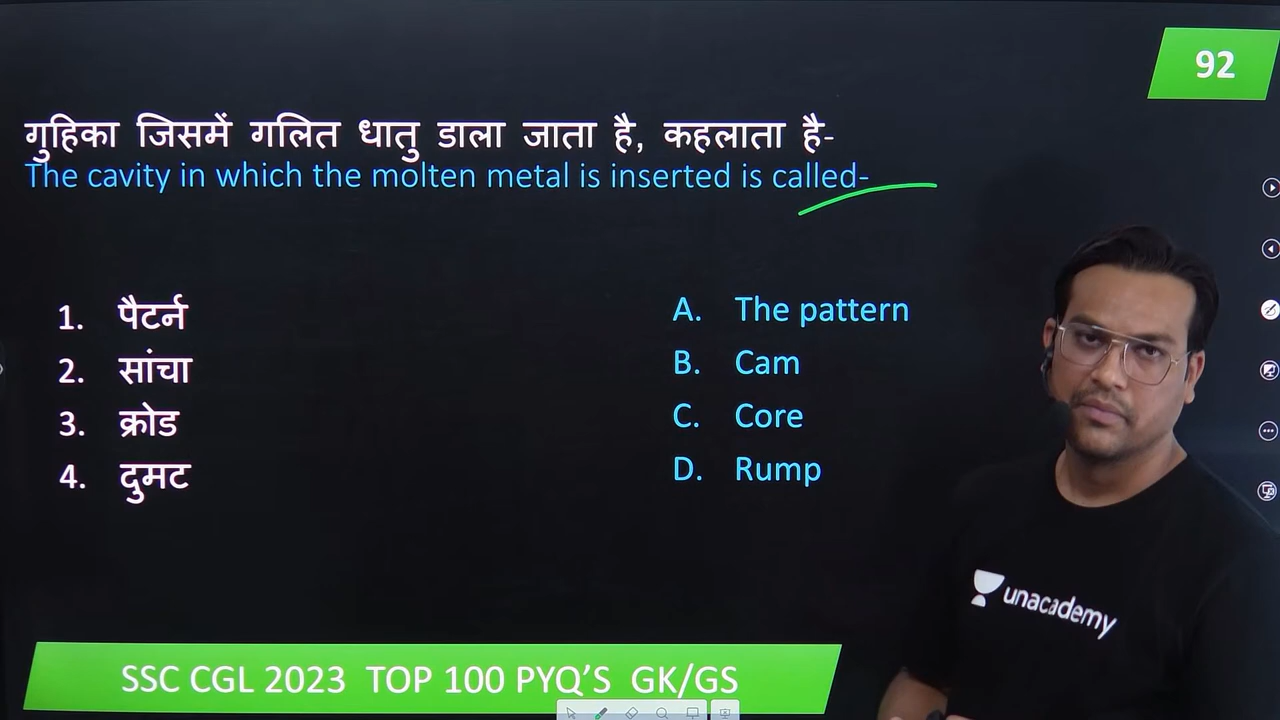 92
गुहिका जिसमें गलित धातु डाला जाता है, कहलाता है-
The cavity in which the molten metal is inserted is called-
1. पैटर्न
2. सांचा
3. क्रोड
4. दुमट
A. The pattern
B. Cam
C. Core
D. Rump
unacademy
SSC CGL 2023 TOP 100 PYQ'S GK/GS